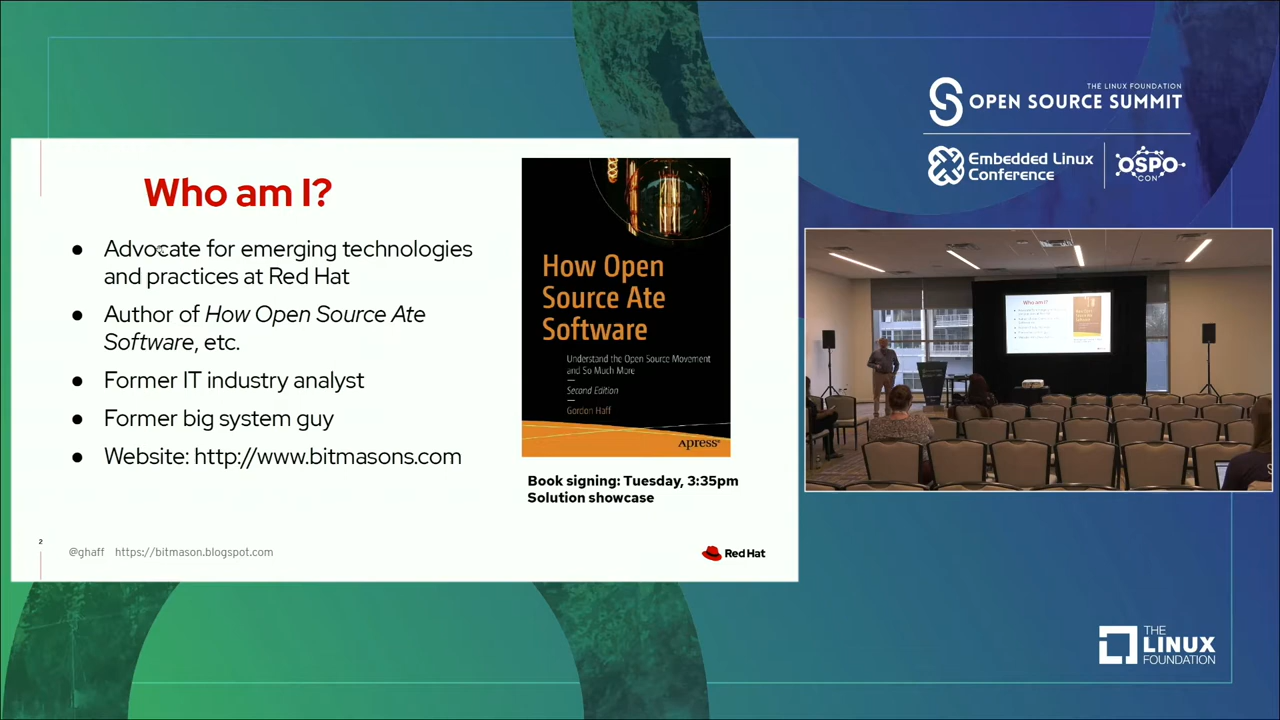 THE LINUX FOUNDATION
OPEN SOURCE SUMMIT
Embedded Linux
Conference
OSPO
CON
Who am I?
● Advocate for emerging technologies
and practices at Red Hat
● Author of How Open Source Ate
Software, etc.
● Former IT industry analyst
● Former big system guy
● Website: http://www.bitmasons.com
How Open
Source Ate
Software
Understand the Open Source Movement
and So Much More
Second Edition
Gordon Haff
Apress®
Book signing: Tuesday, 3:35pm
Solution showcase
2
@ghaff https://bitmason.blogspot.com
Red Hat
Who am I?
THE
LINUX
FOUNDATION